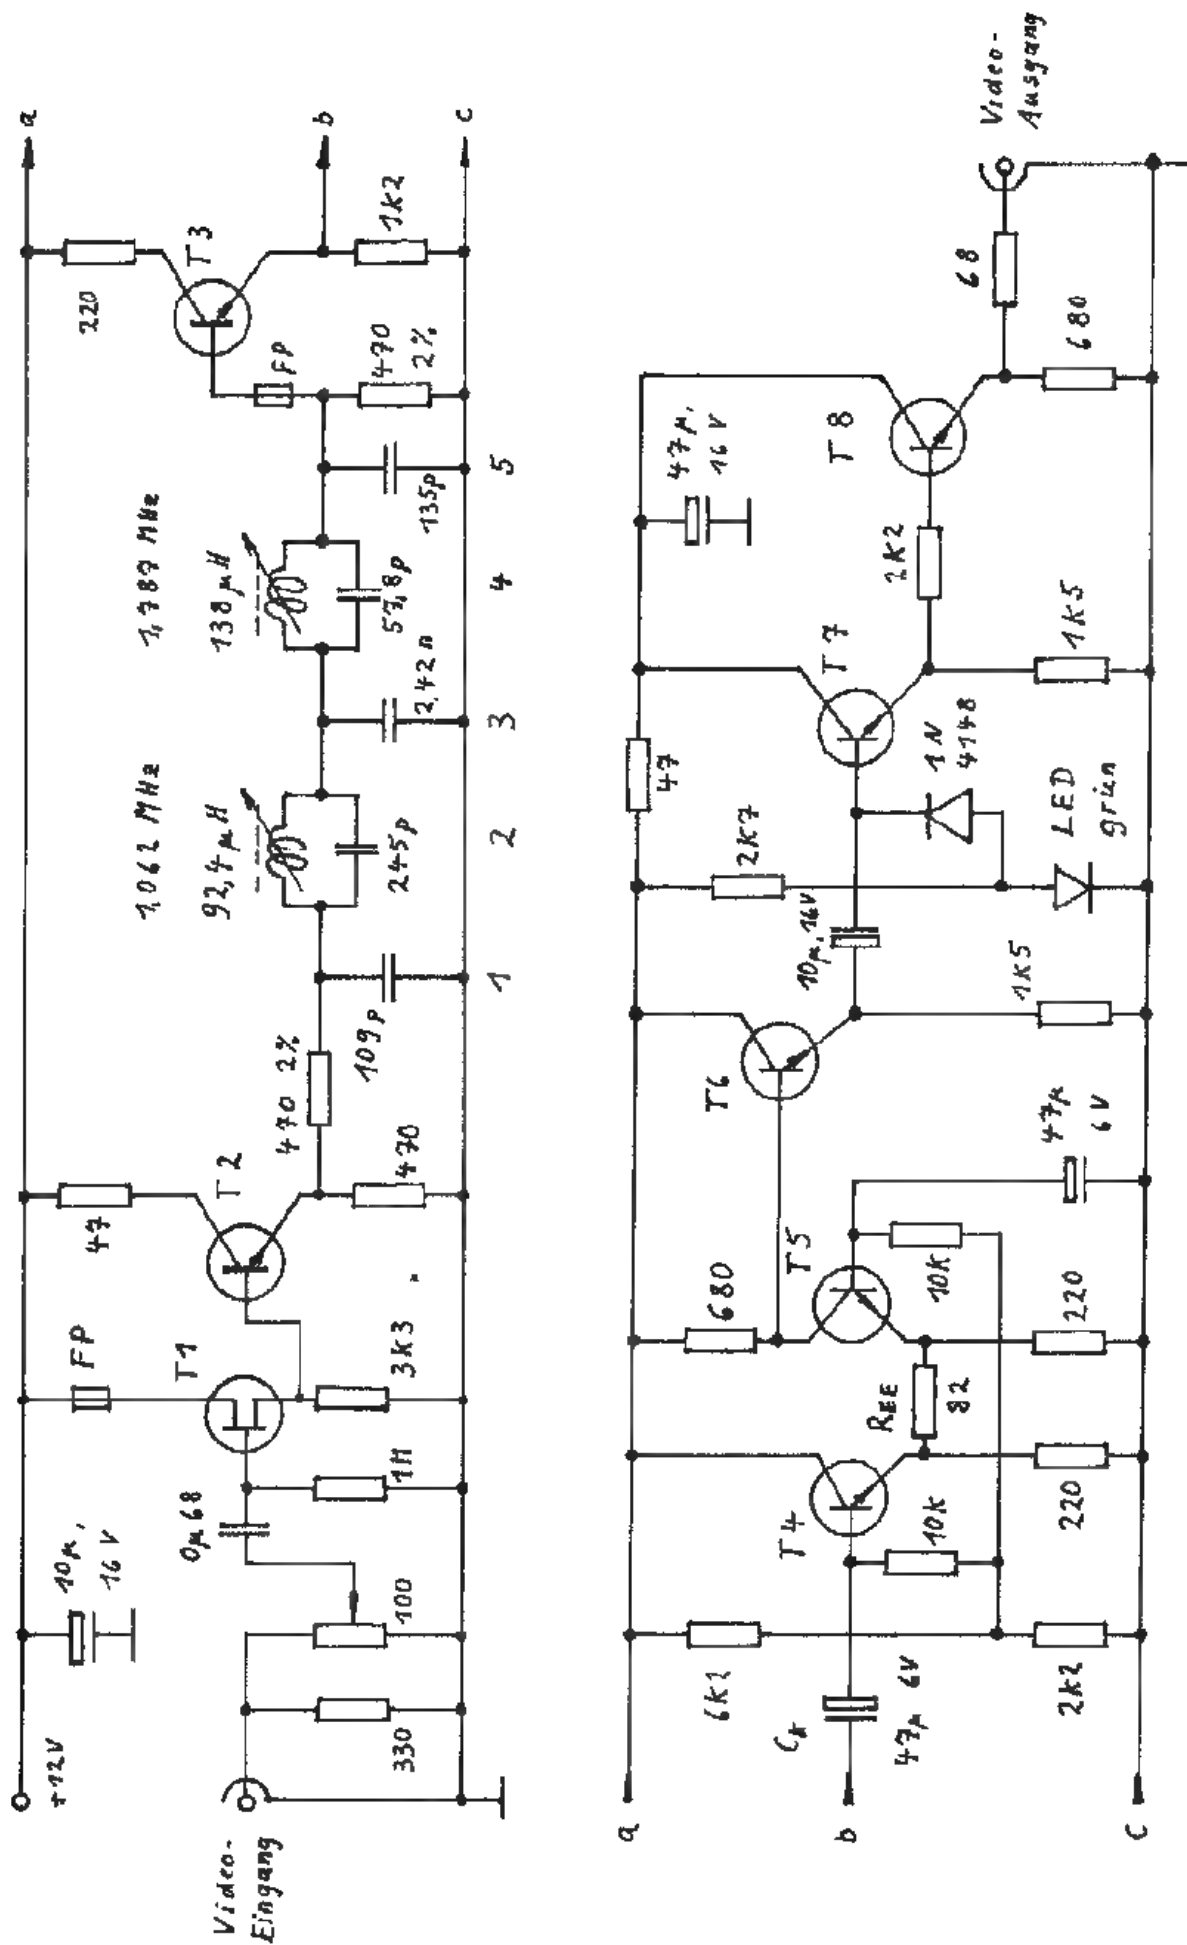 +12V
10µ,
16V
FP
47
220
a
Video-
Eingang
330
100
0µ68
1M
T1
3K3
T2
470
470 2%
109p
1,062 MHz
92,4µH
245p
2,42n
1,787 MHz
138µH
57,8p
135p
FP
470
2%
T3
1K2
b
c
1
2
3
4
5
a
b
c
6K2
CK
47µ 6V
2K2
T4
10K
220
REE
82
680
T5
10K
220
47µ
6V
T6
1K5
10µ,16V
2K7
47
1N
4148
LED
grün
T7
2K2
1K5
47µ,
16V
T8
680
68
Video-
Ausgang